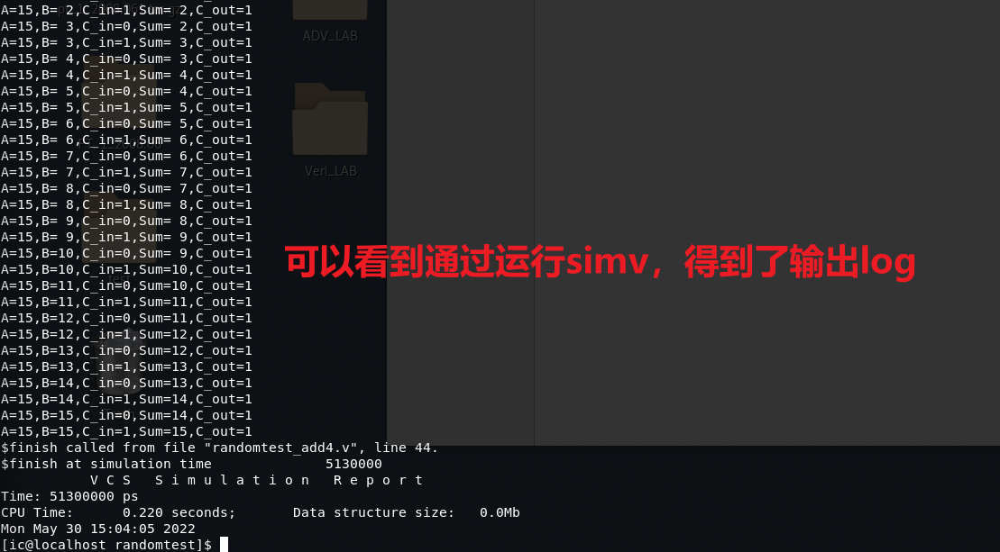 A=15,B= 2,C_in=1,Sum= 2,C_out=1
A=15,B= 3,C_in=0,Sum= 2,C_out=1
ADV_LAB
A=15,B= 3,C_in=1,Sum= 3,C_out=1
A=15,B= 4,C_in=0,Sum= 3,C_out=1
A=15,B= 4,C_in=1,Sum= 4,C_out=1
A=15,B= 5,C_in=0,Sum= 4,C_out=1
A=15,B= 5,C_in=1,Sum= 5,C_out=1
A=15,B= 6,C_in=0,Sum= 5,C_out=1
A=15,B= 6,C_in=1,Sum= 6,C_out=1
A=15,B= 7,C_in=0,Sum= 6,C_out=1
A=15,B= 7,C_in=1,Sum= 7,C_out=1
Veri_LAB
A=15,B= 8,C_in=0,Sum= 7,C_out=1
A=15,B= 8,C_in=1,Sum= 8,C_out=1
A=15,B= 9,C_in=0,Sum= 8,C_out=1
A=15,B= 9,C_in=1,Sum= 9,C_out=1
A=15,B=10,C_in=0,Sum= 9,C_out=1
可以看到通过运行simv，得到了输出log
A=15,B=10,C_in=1,Sum=10,C_out=1
A=15,B=11,C_in=0,Sum=10,C_out=1
A=15,B=11,C_in=1,Sum=11,C_out=1
A=15,B=12,C_in=0,Sum=11,C_out=1
A=15,B=12,C_in=1,Sum=12,C_out=1
A=15,B=13,C_in=0,Sum=12,C_out=1
A=15,B=13,C_in=1,Sum=13,C_out=1
A=15,B=14,C_in=0,Sum=13,C_out=1
A=15,B=14,C_in=1,Sum=14,C_out=1
A=15,B=15,C_in=0,Sum=14,C_out=1
A=15,B=15,C_in=1,Sum=15,C_out=1
$finish called from file "randomtest_add4.v", line 44.
$finish at simulation time 5130000
V C S S i m u l a t i o n R e p o r t
Time: 51300000 ps
CPU Time: 0.220 seconds; Data structure size: 0.0Mb
Mon May 30 15:04:05 2022
[ic@localhost randomtest]$